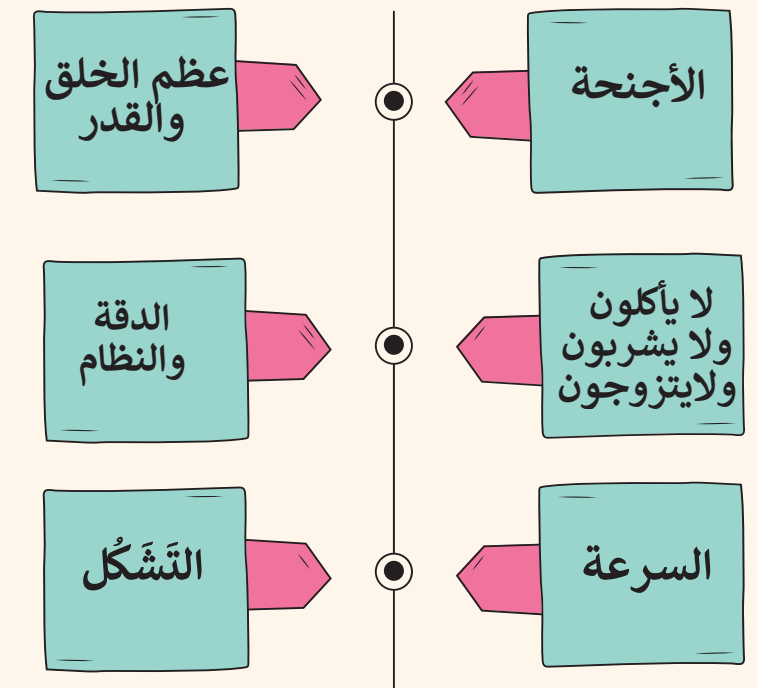 الأجنحة
عظم الخلق
والقدر
لا يأكلون
ولا يشربون
ولايتزوجون
الدقة
والنظام
السرعة
التَشَكُل